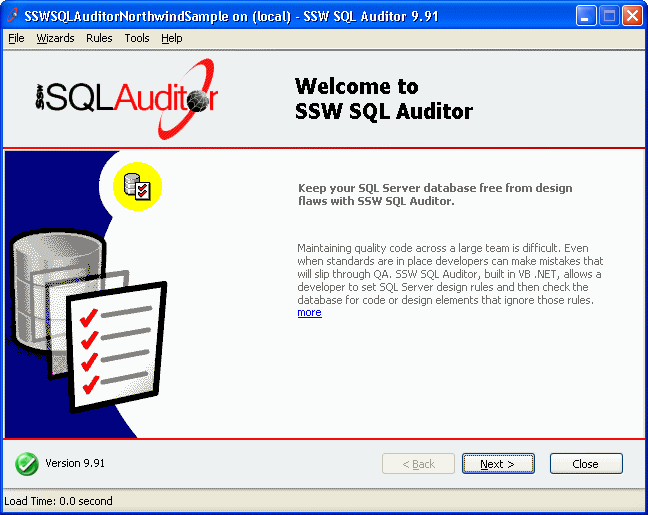 SSWSQLAuditorNorthwindSample on (local) - SSW SQL Auditor 9.91
File Wizards Rules Tools Help
SSW SQLAuditor
Welcome to
SSW SQL Auditor
Keep your SQL Server database free from design
flaws with SSW SQL Auditor.
Maintaining quality code across a large team is difficult. Even
when standards are in place developers can make mistakes that
will slip through QA. SSW SQL Auditor, built in VB .NET, allows a
developer to set SQL Server design rules and then check the
database for code or design elements that ignore those rules.
more
Version 9.91
< Back Next > Close
Load Time: 0.0 second